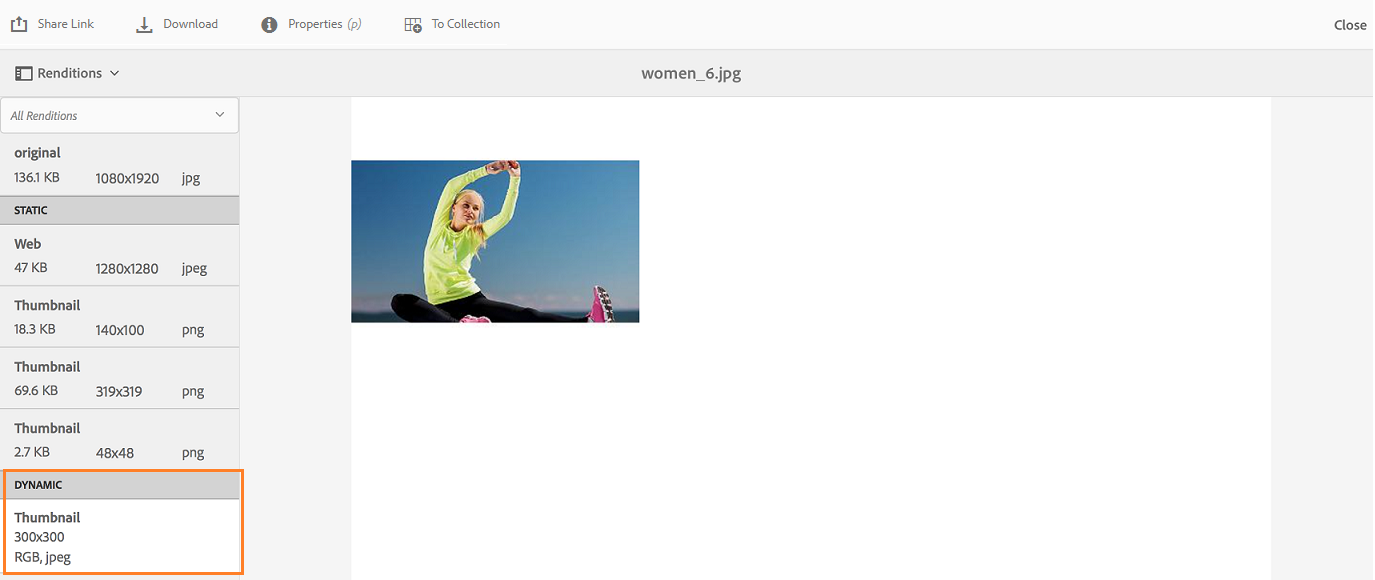 Share Link Download Properties (p) To Collection Close
Renditions women_6.jpg
All Renditions
original
136.1 KB 1080x1920 jpg
STATIC
Web
47 KB 1280x1280 jpeg
Thumbnail
18.3 KB 140x100 png
Thumbnail
69.6 KB 319x319 png
Thumbnail
2.7 KB 48x48 png
DYNAMIC
Thumbnail
300x300
RGB, jpeg